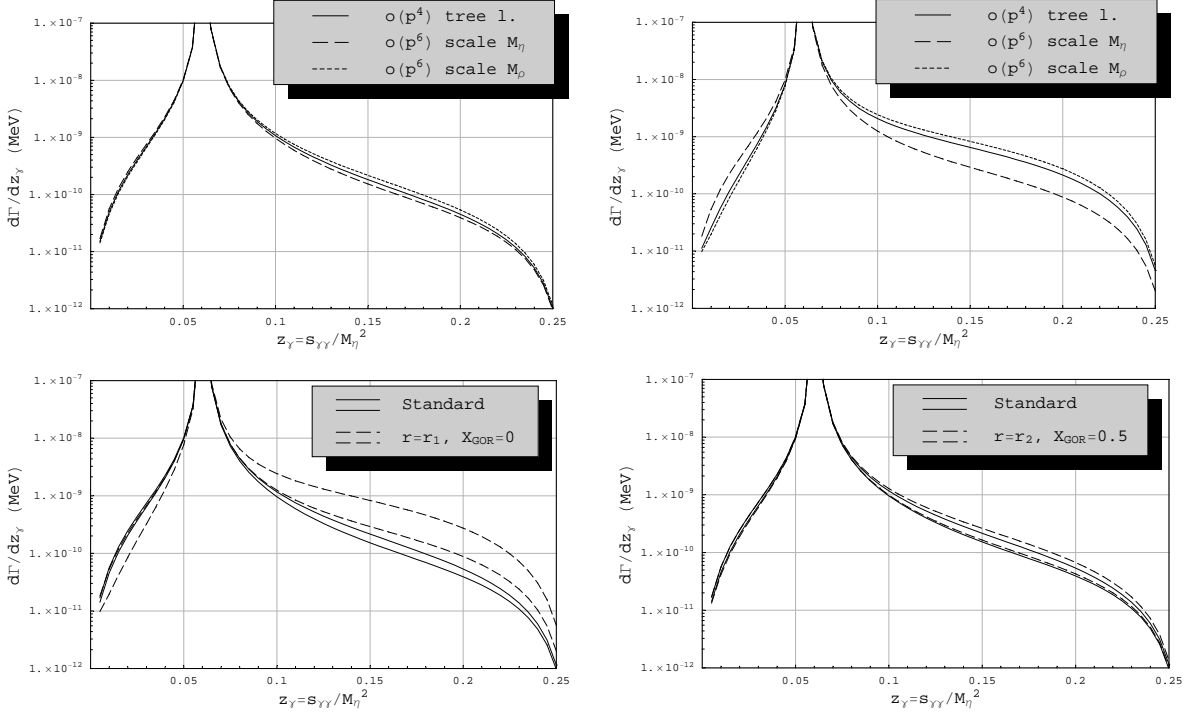 o(p⁴) tree l.
o(p⁶) scale M_η
o(p⁶) scale M_ρ
1.×10⁻⁷
1.×10⁻⁸
1.×10⁻⁹
1.×10⁻¹⁰
1.×10⁻¹¹
1.×10⁻¹²
dΓ/dz_γ (MeV)
0.05 0.1 0.15 0.2 0.25
z_γ=s_γγ/M_η²
o(p⁴) tree l.
o(p⁶) scale M_η
o(p⁶) scale M_ρ
1.×10⁻⁷
1.×10⁻⁸
1.×10⁻⁹
1.×10⁻¹⁰
1.×10⁻¹¹
1.×10⁻¹²
dΓ/dz_γ (MeV)
0.05 0.1 0.15 0.2 0.25
z_γ=s_γγ/M_η²
Standard
r=r₁, X_GOR=0
1.×10⁻⁷
1.×10⁻⁸
1.×10⁻⁹
1.×10⁻¹⁰
1.×10⁻¹¹
1.×10⁻¹²
dΓ/dz_γ (MeV)
0.05 0.1 0.15 0.2 0.25
z_γ=s_γγ/M_η²
Standard
r=r₂, X_GOR=0.5
1.×10⁻⁷
1.×10⁻⁸
1.×10⁻⁹
1.×10⁻¹⁰
1.×10⁻¹¹
1.×10⁻¹²
dΓ/dz_γ (MeV)
0.05 0.1 0.15 0.2 0.25
z_γ=s_γγ/M_η²